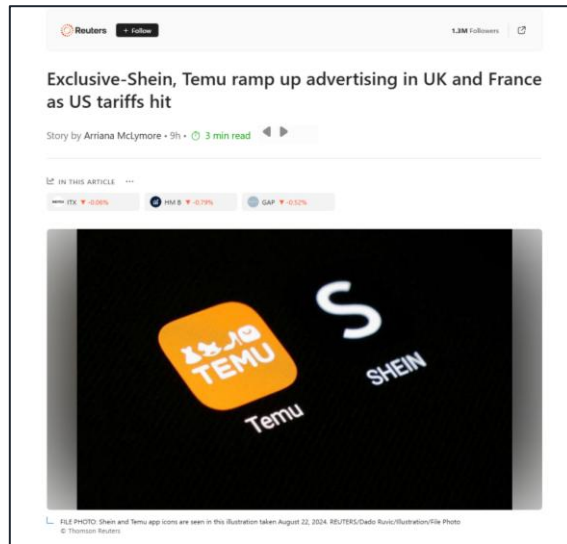 Reuters + Follow 1.3M Followers
Exclusive-Shein, Temu ramp up advertising in UK and France
as US tariffs hit
Story by Arriana McLymore • 9h • 3 min read
IN THIS ARTICLE ...
ITX ▼ -0.06% HM B ▼ -0.79% GAP ▼ -0.52%
TEMU
S
Temu
SHEIN
FILE PHOTO: Shein and Temu app icons are seen in this illustration taken August 22, 2024. REUTERS/Dado Ruvic/Illustration/File Photo
© Thomson Reuters